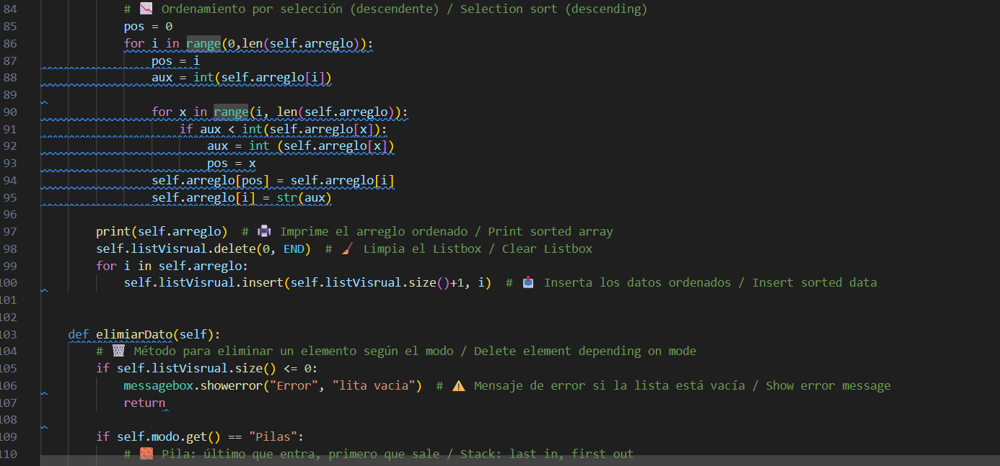 84 # 📉 Ordenamiento por selección (descendente) / Selection sort (descending)
85 pos = 0
86 for i in range(0,len(self.arreglo)):
87 pos = i
88 aux = int(self.arreglo[i])
89
90 for x in range(i, len(self.arreglo)):
91 if aux < int(self.arreglo[x]):
92 aux = int (self.arreglo[x])
93 pos = x
94 self.arreglo[pos] = self.arreglo[i]
95 self.arreglo[i] = str(aux)
96
97 print(self.arreglo) # 🖨️ Imprime el arreglo ordenado / Print sorted array
98 self.listVisrual.delete(0, END) # 🧹 Limpia el Listbox / Clear Listbox
99 for i in self.arreglo:
100 self.listVisrual.insert(self.listVisrual.size()+1, i) # 📥 Inserta los datos ordenados / Insert sorted data
101
102
103 def elimiarDato(self):
104 # 🗑️ Método para eliminar un elemento según el modo / Delete element depending on mode
105 if self.listVisrual.size() <= 0:
106 messagebox.showerror("Error", "lita vacia") # ⚠️ Mensaje de error si la lista está vacía / Show error message
107 return
108
109 if self.modo.get() == "Pilas":
110 # 🧱 Pila: último que entra, primero que sale / Stack: last in, first out